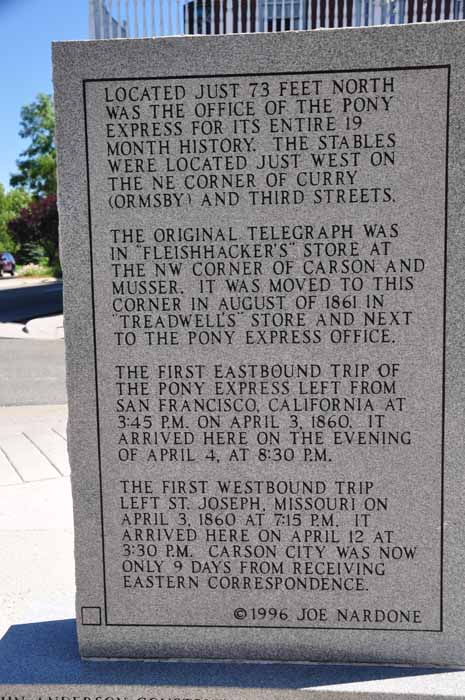 LOCATED JUST 73 FEET NORTH
WAS THE OFFICE OF THE PONY
EXPRESS FOR ITS ENTIRE 19
MONTH HISTORY. THE STABLES
WERE LOCATED JUST WEST ON
THE NE CORNER OF CURRY
(ORMSBY) AND THIRD STREETS.
THE ORIGINAL TELEGRAPH WAS
IN "FLEISHHACKER'S" STORE AT
THE NW CORNER OF CARSON AND
MUSSER. IT WAS MOVED TO THIS
CORNER IN AUGUST OF 1861 IN
"TREADWELL'S" STORE AND NEXT
TO THE PONY EXPRESS OFFICE.
THE FIRST EASTBOUND TRIP OF
THE PONY EXPRESS LEFT FROM
SAN FRANCISCO, CALIFORNIA AT
3:45 P.M. ON APRIL 3, 1860. IT
ARRIVED HERE ON THE EVENING
OF APRIL 4, AT 8:30 P.M.
THE FIRST WESTBOUND TRIP
LEFT ST. JOSEPH, MISSOURI ON
APRIL 3, 1860 AT 7:15 P.M. IT
ARRIVED HERE ON APRIL 12 AT
3:30 P.M. CARSON CITY WAS NOW
ONLY 9 DAYS FROM RECEIVING
EASTERN CORRESPONDENCE.
©1996 JOE NARDONE
ANDERSON